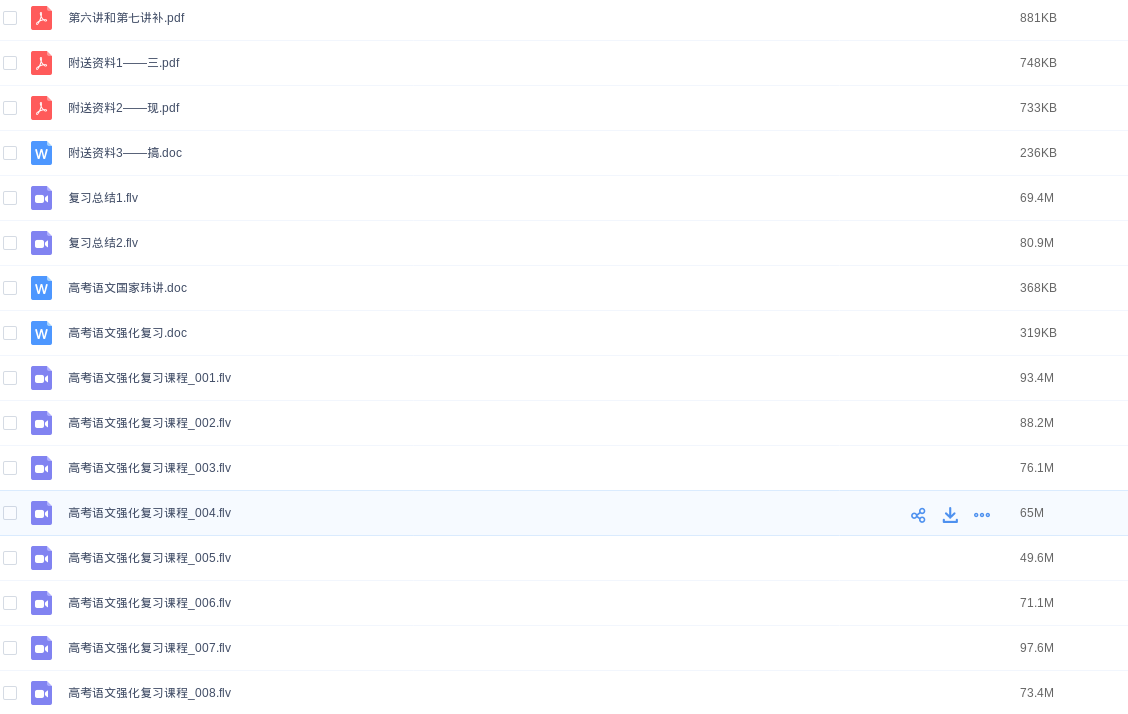 第六讲和第七讲补.pdf 881KB
附送资料1——三.pdf 748KB
附送资料2——现.pdf 733KB
附送资料3——搞.doc 236KB
复习总结1.flv 69.4M
复习总结2.flv 80.9M
高考语文国家玮讲.doc 368KB
高考语文强化复习.doc 319KB
高考语文强化复习课程_001.flv 93.4M
高考语文强化复习课程_002.flv 88.2M
高考语文强化复习课程_003.flv 76.1M
高考语文强化复习课程_004.flv 65M
高考语文强化复习课程_005.flv 49.6M
高考语文强化复习课程_006.flv 71.1M
高考语文强化复习课程_007.flv 97.6M
高考语文强化复习课程_008.flv 73.4M